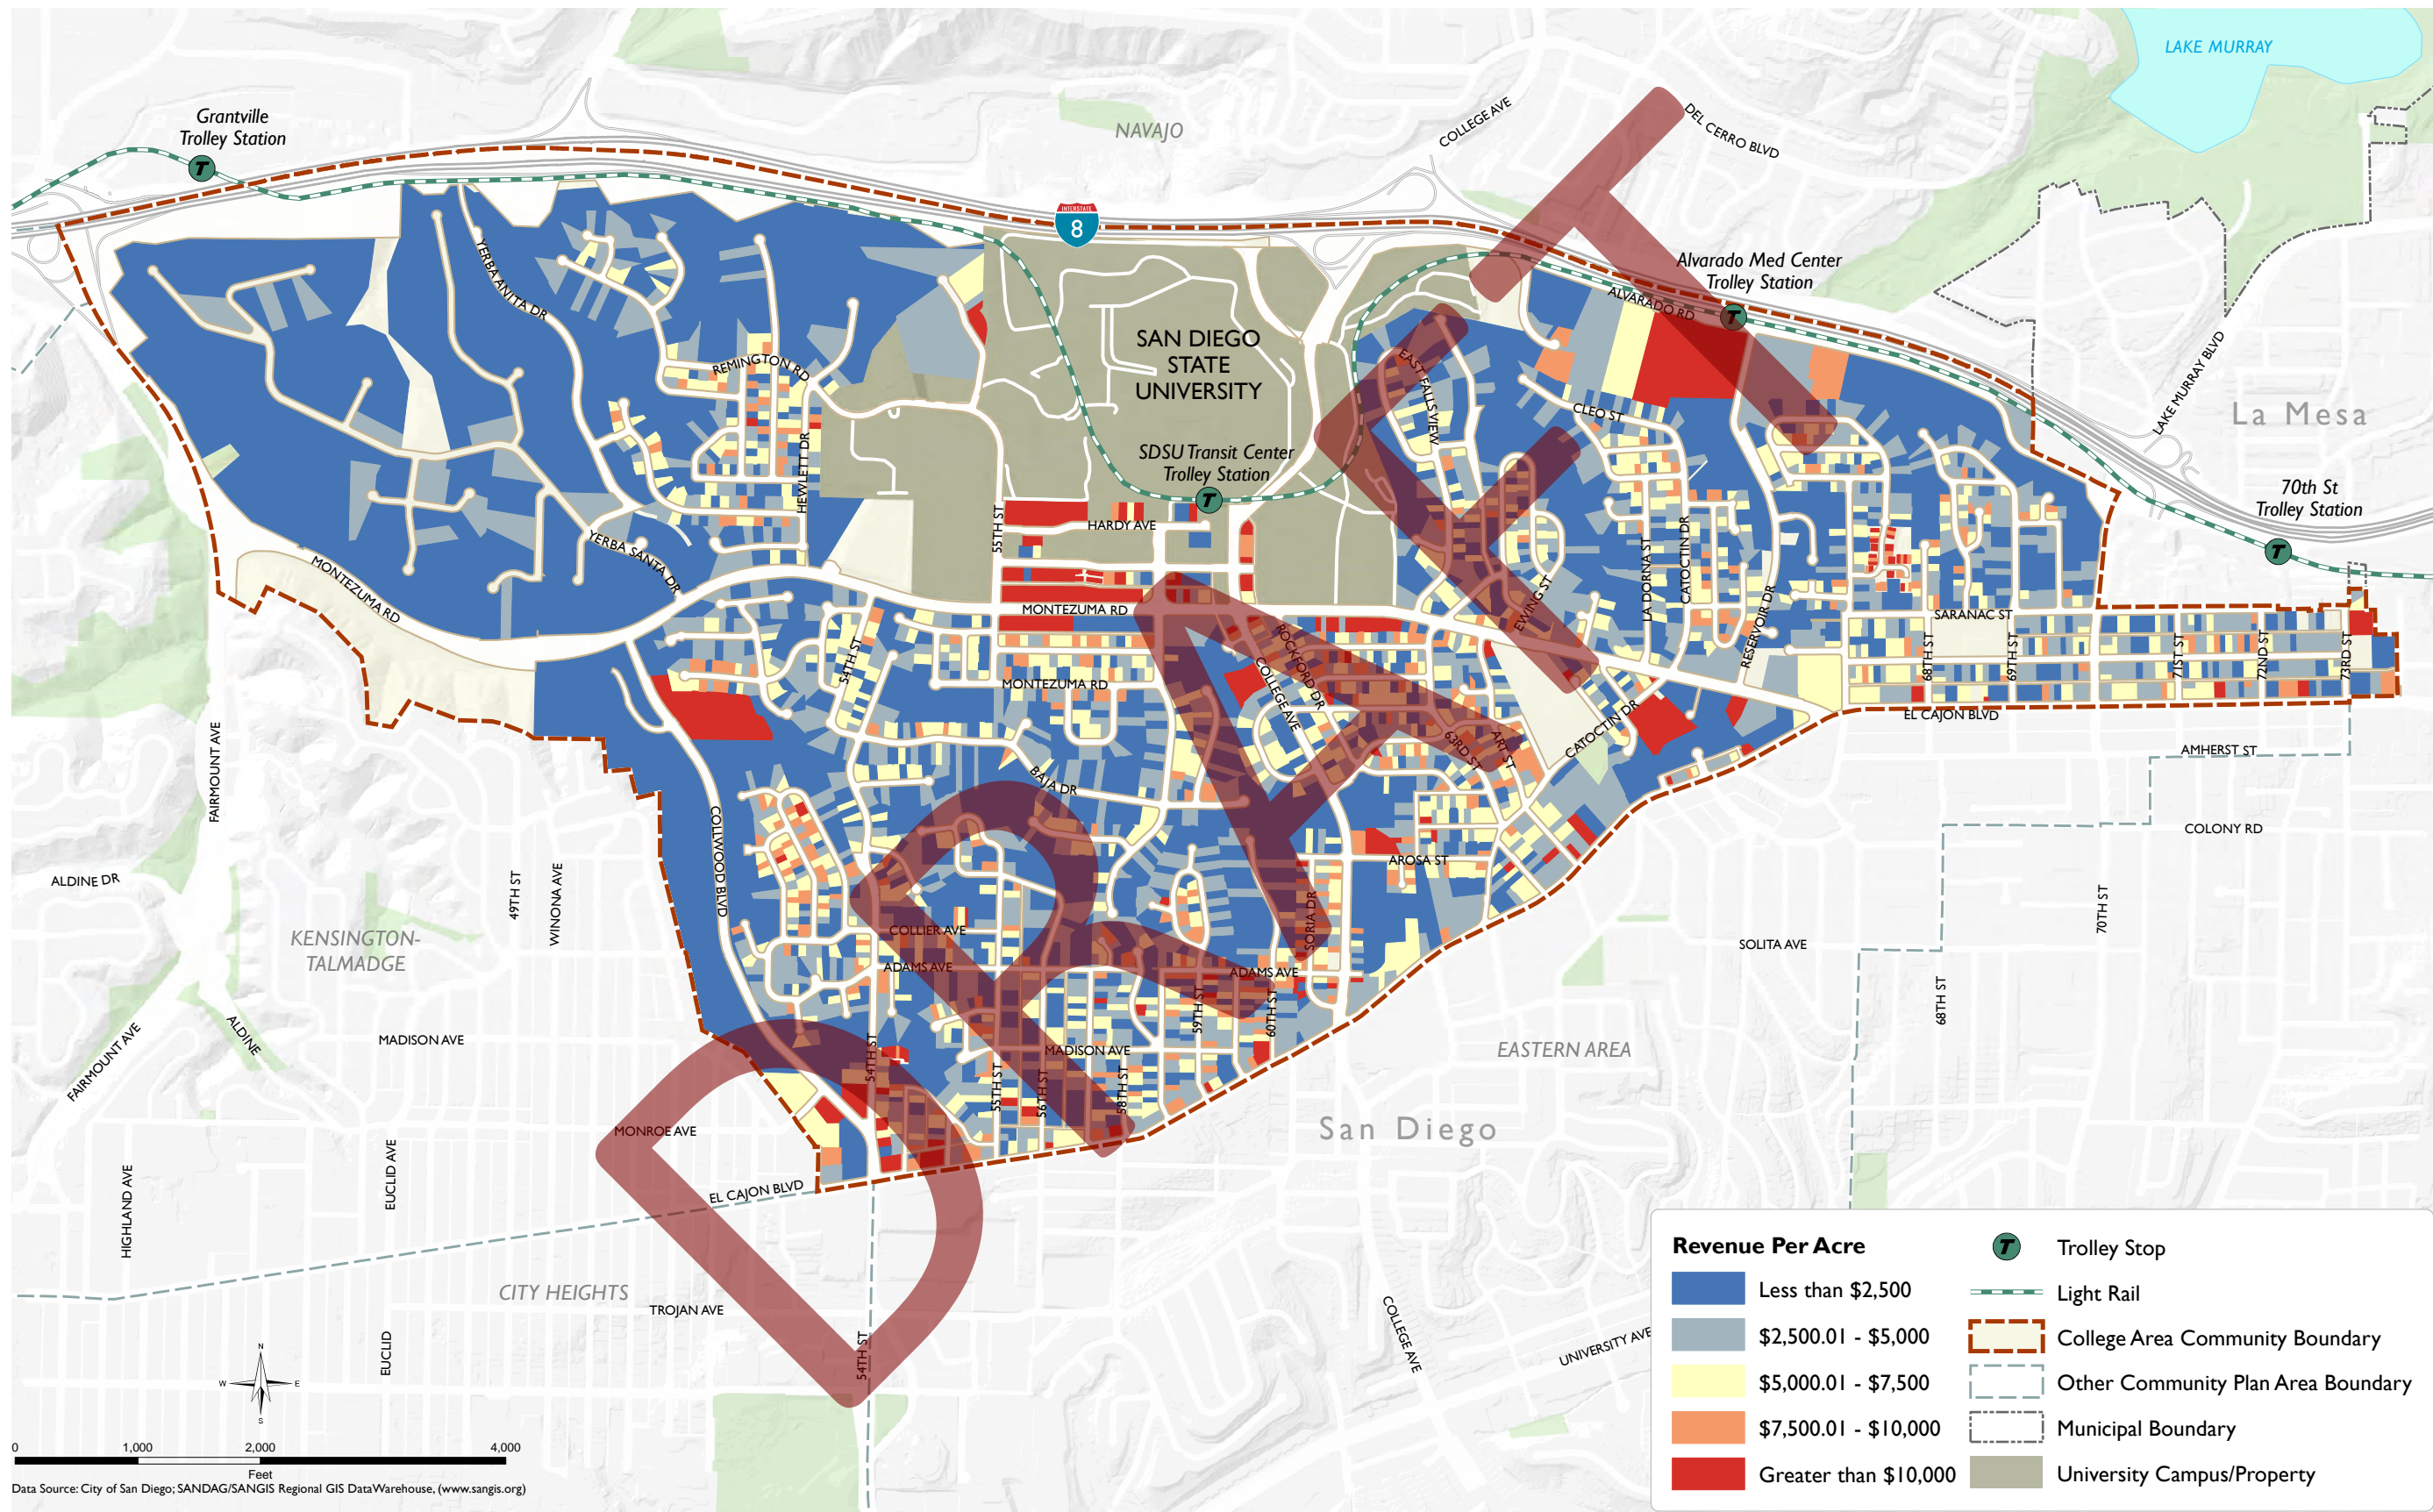 LAKE MURRAY
Grantville
Trolley Station
NAVAJO
COLLEGE AVE
DEL CERRO BLVD
INTERSTATE
8
YERBA ANITA DR
Alvarado Med Center
Trolley Station
ALVARADO RD
LAKE MURRAY BLVD
La Mesa
SAN DIEGO
STATE
UNIVERSITY
REMINGTON RD
EAST FALLS VIEW
CLEO ST
HEWLETT DR
SDSU Transit Center
Trolley Station
70th St
Trolley Station
55TH ST
HARDY AVE
YERBA SANTA DR
MONTEZUMA RD
MONTEZUMA RD
EWING ST
LA DORNA ST
CATOCTIN DR
RESERVOIR DR
SARANAC ST
54TH ST
MONTEZUMA RD
ROCKFORD DR
COLLEGE AVE
68TH ST
69TH ST
71ST ST
72ND ST
73RD ST
EL CAJON BLVD
CATOCTIN DR
63RD ST
ART ST
AMHERST ST
FAIRMOUNT AVE
BAJA DR
COLLWOOD BLVD
COLONY RD
AROSA ST
ALDINE DR
49TH ST
WINONA AVE
70TH ST
SORIA DR
COLLIER AVE
KENSINGTON-
TALMADGE
SOLITA AVE
ADAMS AVE
ADAMS AVE
68TH ST
59TH ST
60TH ST
FAIRMOUNT AVE
ALDINE
MADISON AVE
MADISON AVE
EASTERN AREA
54TH ST
55TH ST
56TH ST
58TH ST
San Diego
MONROE AVE
HIGHLAND AVE
EUCLID AVE
EL CAJON BLVD
CITY HEIGHTS
TROJAN AVE
EUCLID
54TH ST
COLLEGE AVE
UNIVERSITY AVE
DRAFT
N
W E
S
0 1,000 2,000 4,000
Feet
Data Source: City of San Diego; SANDAG/SANGIS Regional GIS DataWarehouse, (www.sangis.org)
Revenue Per Acre
Less than $2,500
$2,500.01 - $5,000
$5,000.01 - $7,500
$7,500.01 - $10,000
Greater than $10,000
T
Trolley Stop
Light Rail
College Area Community Boundary
Other Community Plan Area Boundary
Municipal Boundary
University Campus/Property